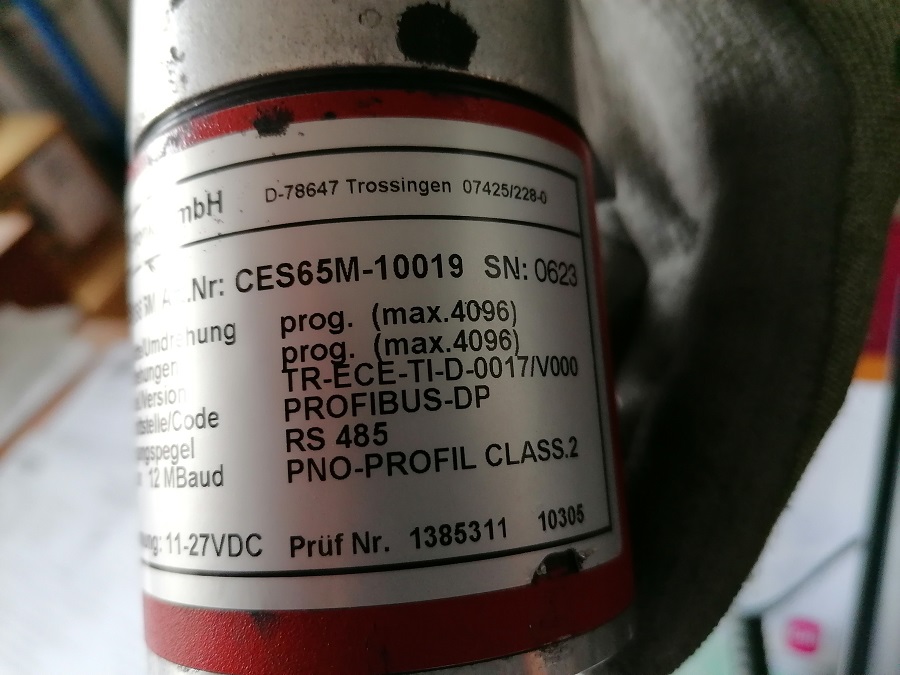 mbH D-78647 Trossingen 07425/228-0
Nr: CES65M-10019 SN: 0623
prog. (max.4096)
prog. (max.4096)
TR-ECE-TI-D-0017/V000
/Code PROFIBUS-DP
RS 485
12 MBaud PNO-PROFIL CLASS.2
11-27VDC Prüf Nr. 1385311 10305